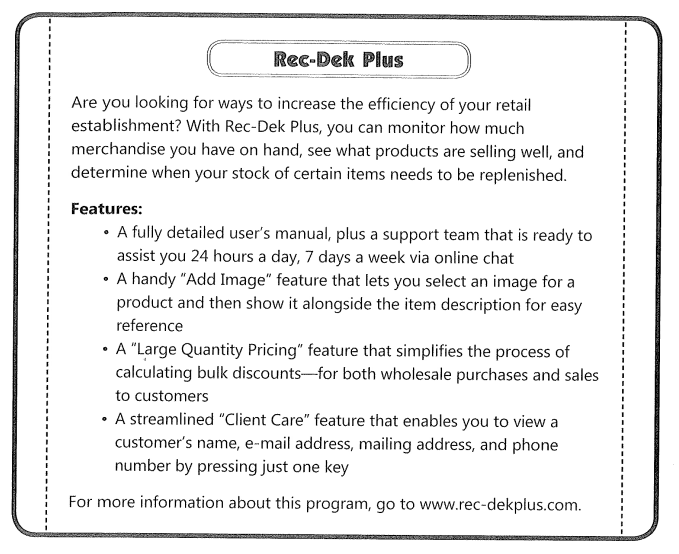 Rec-Dek Plus
Are you looking for ways to increase the efficiency of your retail
establishment? With Rec-Dek Plus, you can monitor how much
merchandise you have on hand, see what products are selling well, and
determine when your stock of certain items needs to be replenished.
Features:
• A fully detailed user's manual, plus a support team that is ready to
assist you 24 hours a day, 7 days a week via online chat
• A handy "Add Image" feature that lets you select an image for a
product and then show it alongside the item description for easy
reference
• A "Large Quantity Pricing" feature that simplifies the process of
calculating bulk discounts—for both wholesale purchases and sales
to customers
• A streamlined "Client Care" feature that enables you to view a
customer's name, e-mail address, mailing address, and phone
number by pressing just one key
For more information about this program, go to www.rec-dekplus.com.